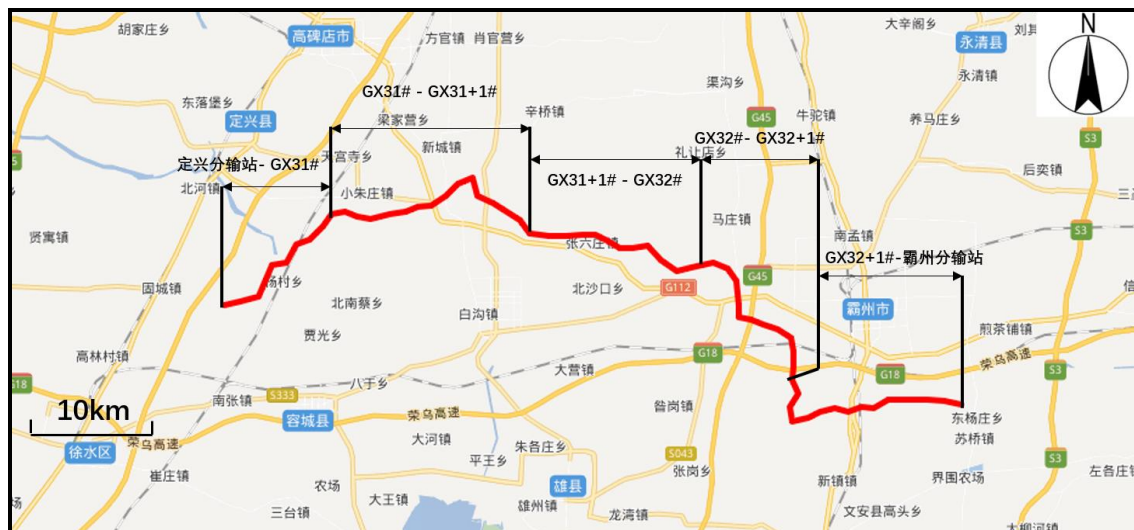 胡家庄乡
高碑店市
方官镇
肖官营乡
大辛阁乡
永清县
N
渠沟乡
永清镇
GX31# - GX31+1#
东落堡乡
定兴县
梁家营乡
辛桥镇
G45
牛驼镇
养马庄乡
GX32#- GX32+1#
S3
定兴分输站- GX31#
天宫寺乡
新城镇
礼让店乡
后奕镇
北河镇
小朱庄镇
GX31+1# - GX32#
马庄镇
贤寓镇
张六庄镇
南孟镇
S3
GX32+1#-霸州分输站
杨村乡
固城镇
北南蔡乡
北沙口乡
G112
G45
霸州市
白沟镇
贾光乡
煎茶铺镇
高林村镇
G18
荣乌高速
大营镇
G18
G18
S3
八于乡
南张镇
S333
昝岗镇
10km
容城县
荣乌高速
东杨庄乡
大河镇
苏桥镇
徐水区
荣乌高速
朱各庄乡
S043
平王乡
S3
崔庄镇
张岗乡
左各庄镇
农场
雄县
新镇镇
界围农场
大王镇
雄州镇
三台镇
龙湾镇
文安县高头乡
大柳河镇